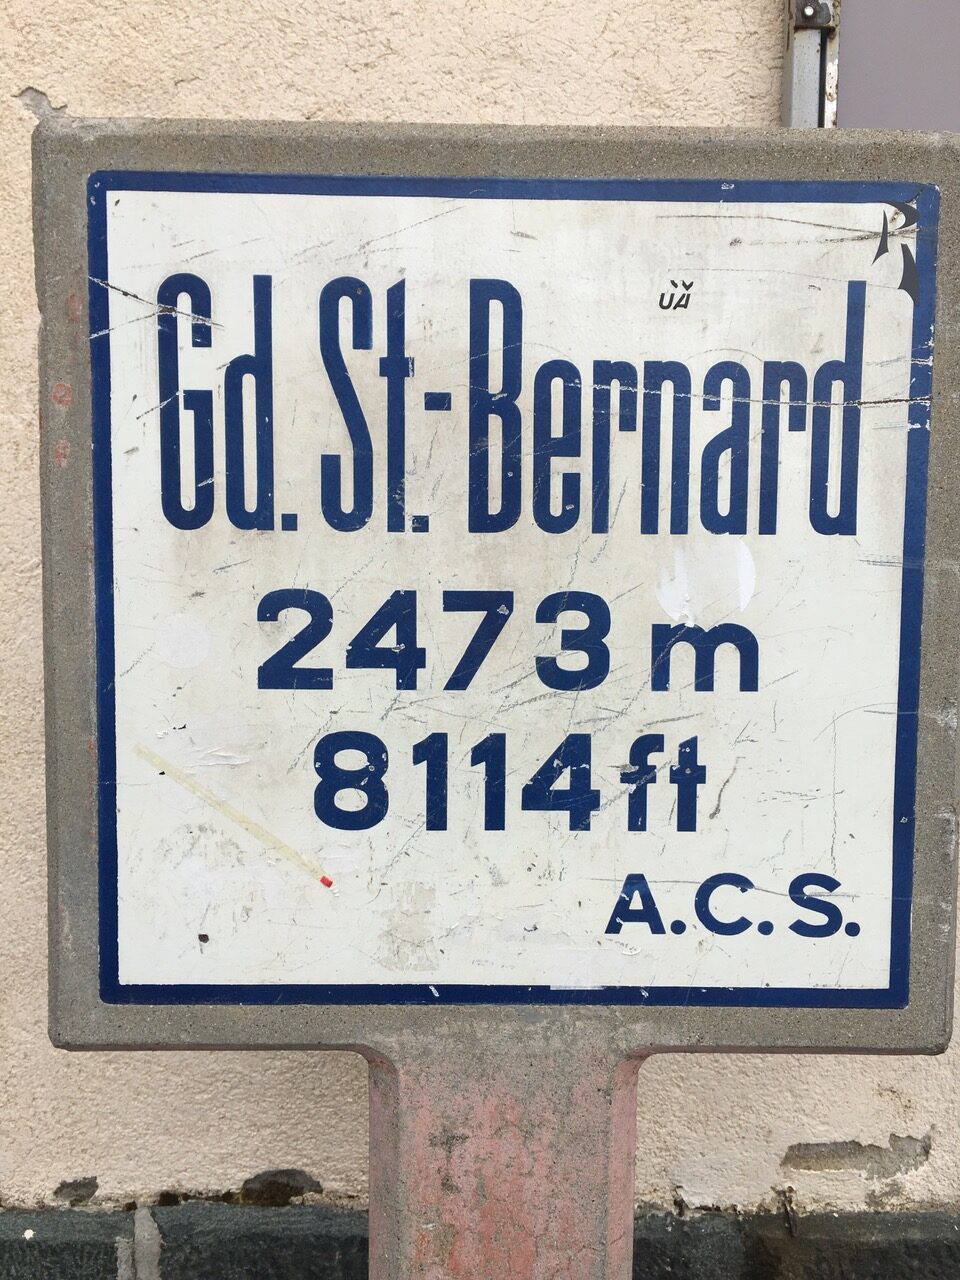 Gd. St.-Bernard
2473 m
8114 ft
A.C.S.